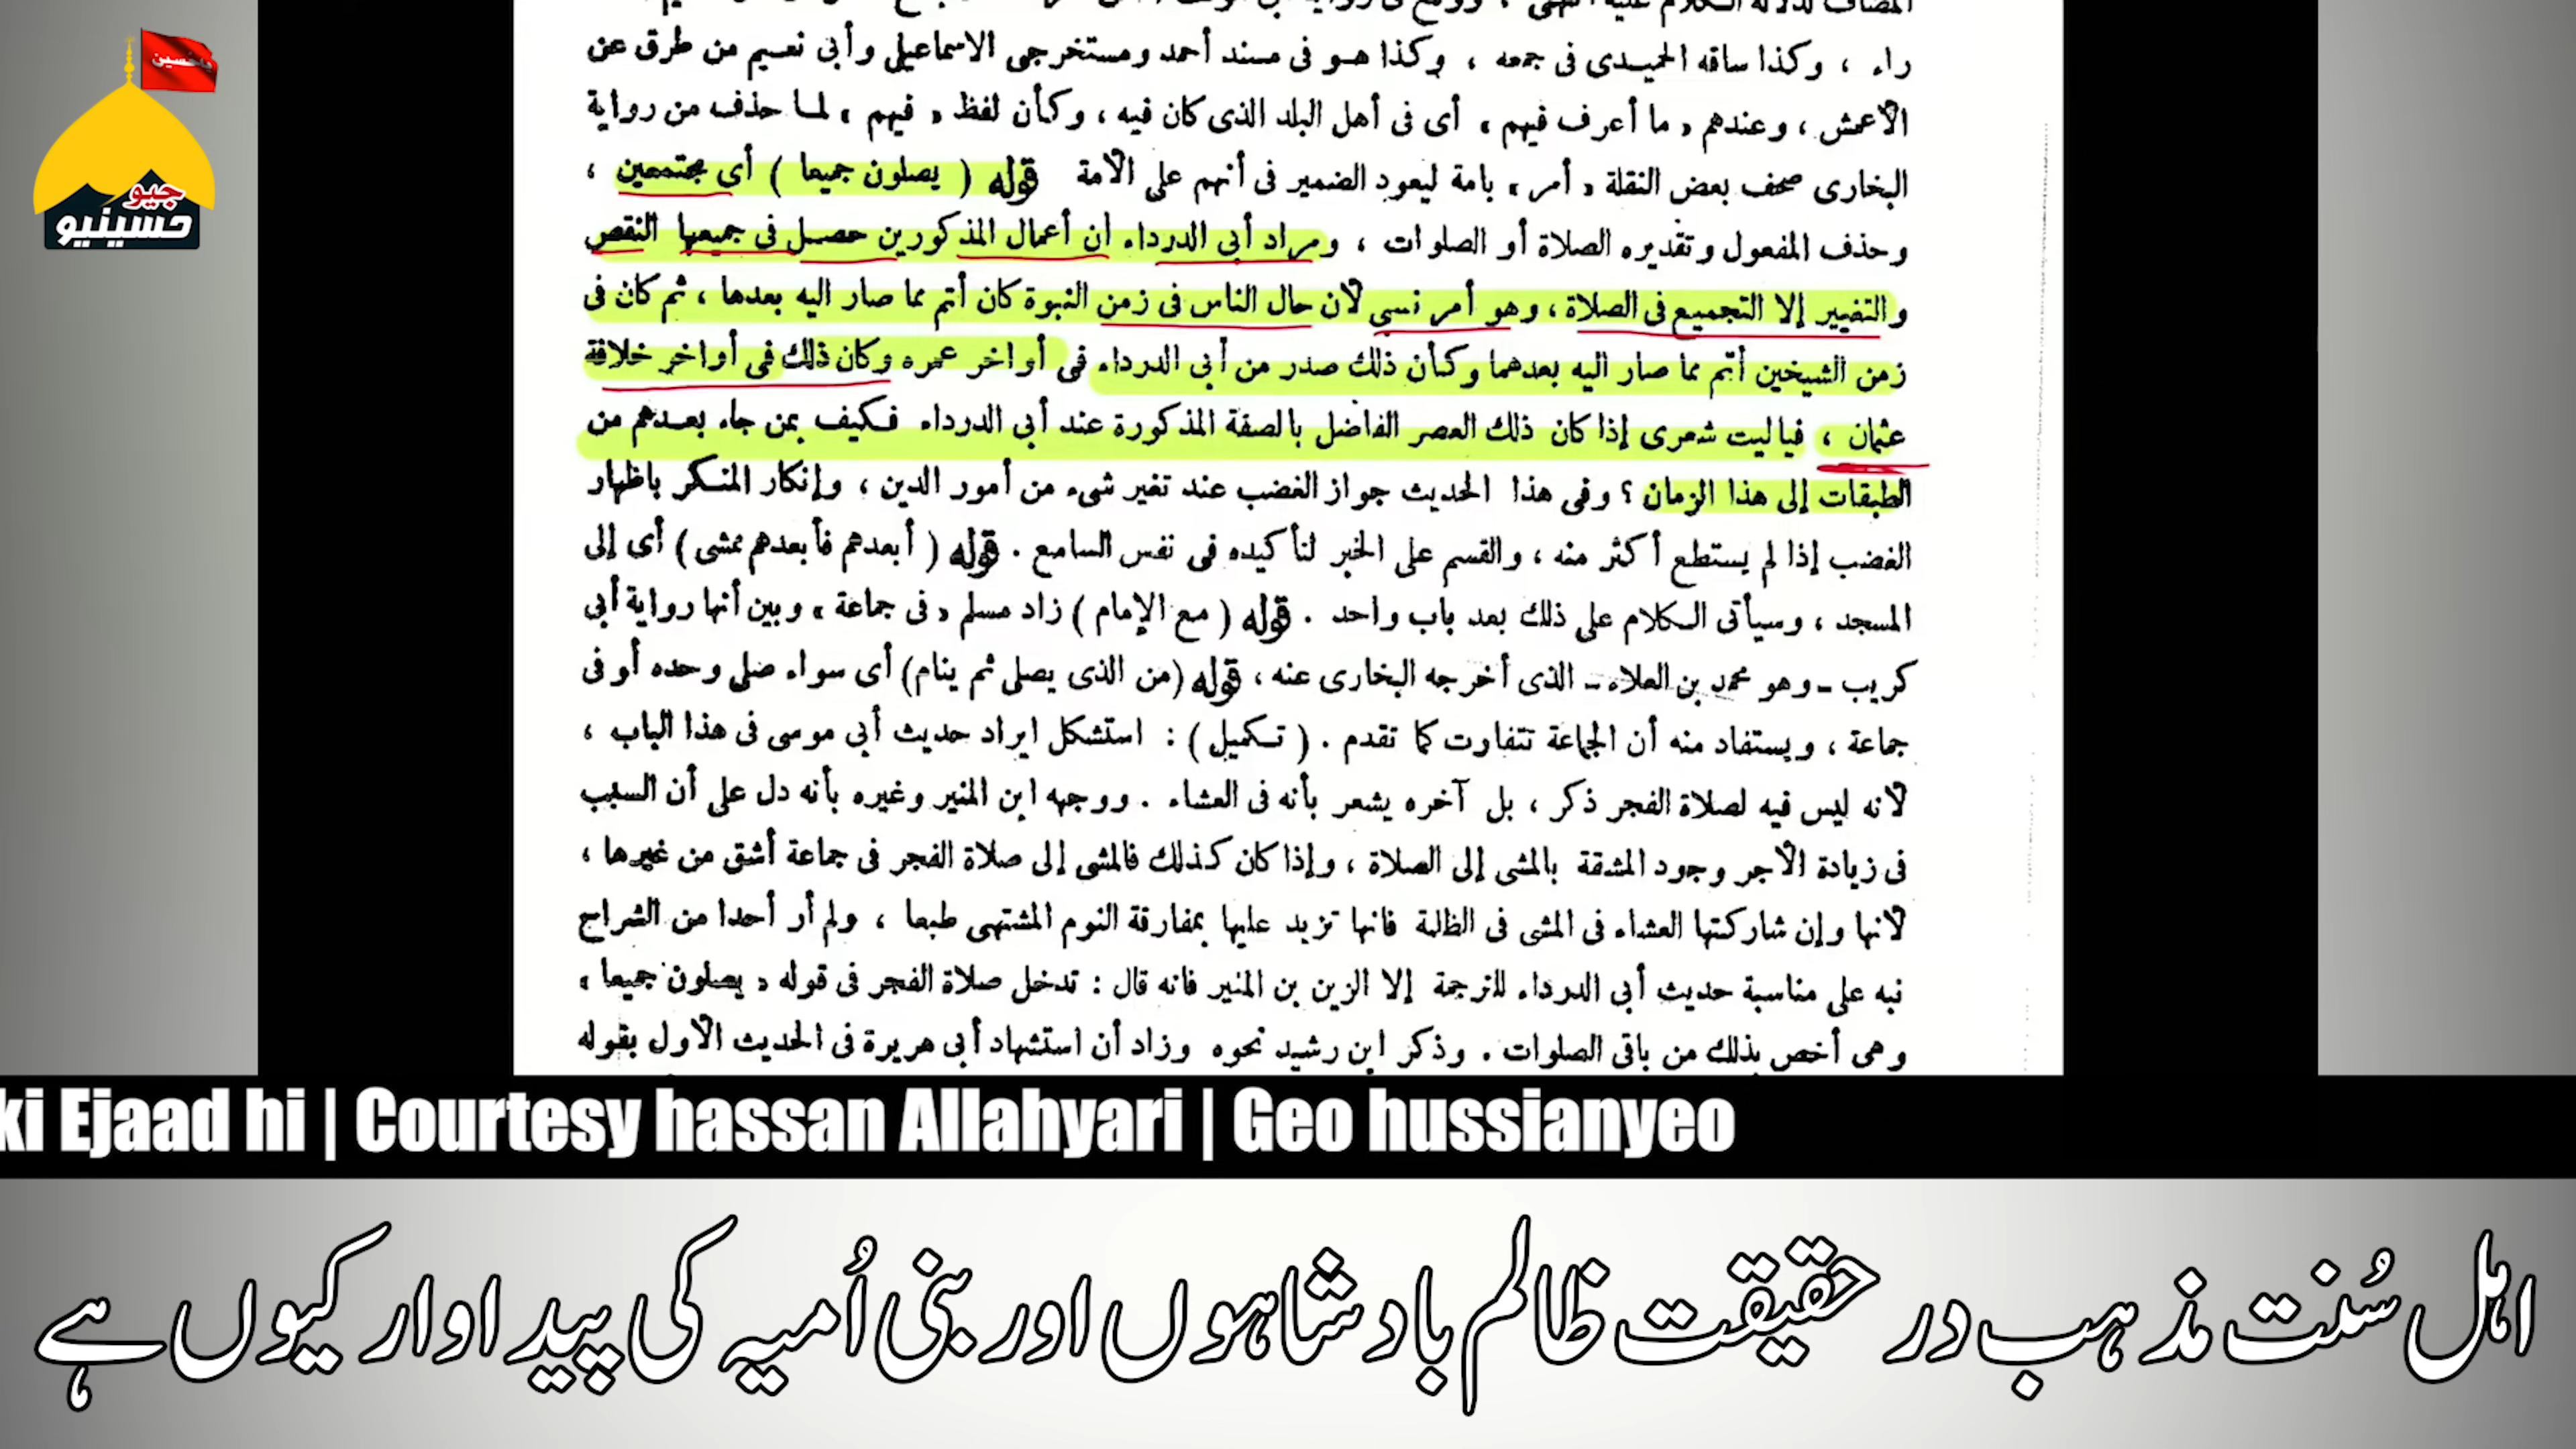 ياحسين
جیو
حسینیو
راء ، وكذا ساقه الحميدى فى جمعه ، وكذا هو فى مسند أحمد ومستخرجى الاسماعيلى وأبى نعيم من طرق عن
الأعمش ، وعندهم « ما أعرف فيهم » أى فى أهل البلد الذى كان فيه ، وكأن لفظ « فيهم » لما حذف من رواية
البخارى صحف بعض النقلة « أمر » بامة ليعود الضمير فى أنهم على الأمة قوله ( يصلون جميعا ) أى مجتمعين ،
وحذف المفعول وتقديره الصلاة أو الصلوات ، ومراد أبى الدرداء أن أعمال المذكورين حصل فى جميعها النقص
والتغيير إلا التجميع فى الصلاة ، وهو أمر نسبى لأن حال الناس فى زمن النبوة كان أتم مما صار اليه بعدها ، ثم كان فى
زمن الشيخين أتم مما صار اليه بعدهما وكأن ذلك صدر من أبى الدرداء فى أواخر عمره وكان ذلك فى أواخر خلافة
عثمان ، فياليت شعرى إذا كان ذلك العصر الفاضل بالصفة المذكورة عند أبى الدرداء فكيف بمن جاء بعدهم من
الطبقات إلى هذا الزمان ؟ وفى هذا الحديث جواز الغضب عند تغير شىء من أمور الدين ، وإنكار المنكر باظهار
الغضب إذا لم يستطع أكثر منه ، والقسم على الخبر لتأكيده فى نفس السامع . قوله ( أبعدهم فأبعدهم ممشى ) أى إلى
المسجد ، وسيأتى الكلام على ذلك بعد باب واحد . قوله ( مع الإمام ) زاد مسلم « فى جماعة » وبين أنها رواية أبى
كريب - وهو محمد بن العلاء - الذى أخرجه البخارى عنه ، قوله (من الذى يصلى ثم ينام) أى سواء صلى وحده أو فى
جماعة ، ويستفاد منه أن الجماعة تتفاوت كما تقدم . ( تكميل ) : استشكل ايراد حديث أبى موسى فى هذا الباب ،
لأنه ليس فيه لصلاة الفجر ذكر ، بل آخره يشعر بأنه فى العشاء . ووجهه ابن المنير وغيره بأنه دل على أن السبب
فى زيادة الأجر وجود المشقة بالمشى إلى الصلاة ، وإذا كان كذلك فالمشى إلى صلاة الفجر فى جماعة أشق من غيرها ،
لأنها وإن شاركتها العشاء فى المشى فى الظلمة فانها تزيد عليها بمفارقة النوم المشتهى طبعا ، ولم أر أحدا من الشراح
نبه على مناسبة حديث أبى الدرداء للترجمة إلا الزين بن المنير فانه قال : تدخل صلاة الفجر فى قوله « يصلون جميعا »
وهى أخص بذلك من باقى الصلوات . وذكر ابن رشيد نحوه وزاد أن استشهاد أبى هريرة فى الحديث الأول بقوله
ki Ejaad hi | Courtesy hassan Allahyari | Geo hussianyeo
اہل سُنت مذہب در حقیقت ظالم بادشاہوں اور بنی اُمیہ کی پیداوار کیوں ہے